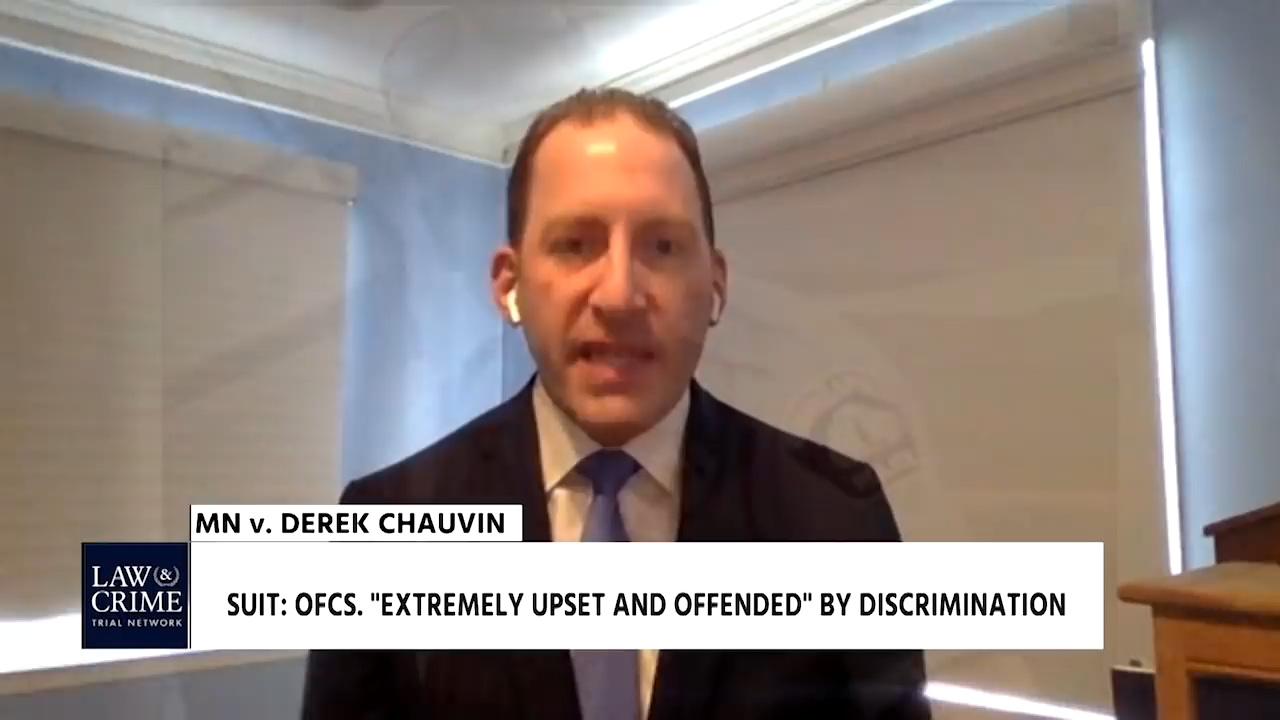 MN v. DEREK CHAUVIN
LAW &
CRIME
TRIAL NETWORK
SUIT: OFCS. "EXTREMELY UPSET AND OFFENDED" BY DISCRIMINATION